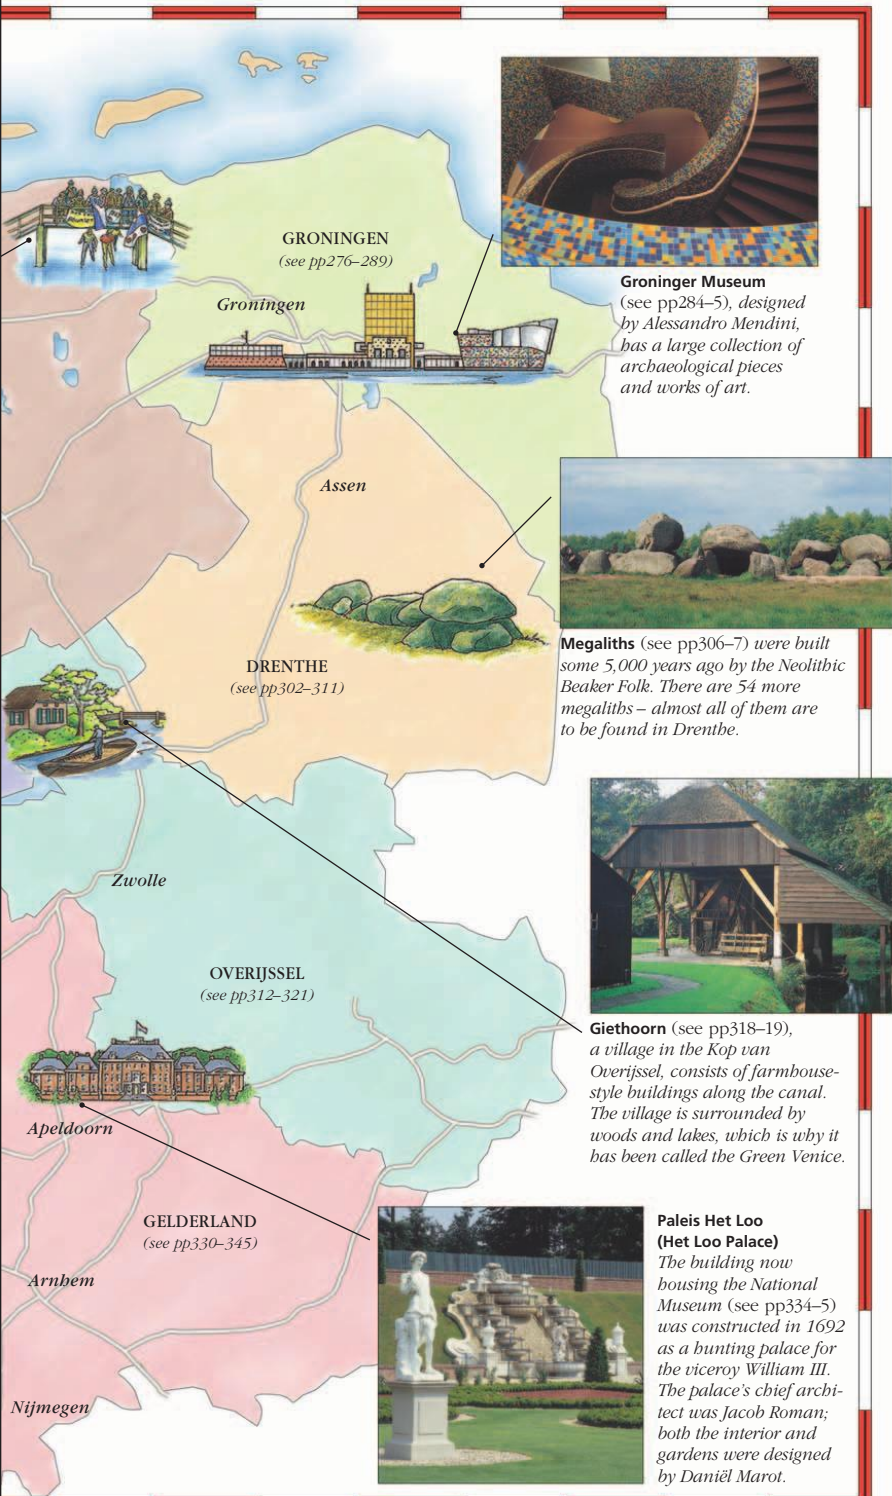 GRONINGEN
(see pp276–289)
Groningen
Groninger Museum
(see pp284–5), designed
by Alessandro Mendini,
has a large collection of
archaeological pieces
and works of art.
Assen
Megaliths (see pp306–7) were built
some 5,000 years ago by the Neolithic
Beaker Folk. There are 54 more
megaliths – almost all of them are
to be found in Drenthe.
DRENTHE
(see pp302–311)
Zwolle
OVERIJSSEL
(see pp312–321)
Giethoorn (see pp318–19),
a village in the Kop van
Overijssel, consists of farmhouse-
style buildings along the canal.
The village is surrounded by
woods and lakes, which is why it
has been called the Green Venice.
Apeldoorn
GELDERLAND
(see pp330–345)
Arnhem
Nijmegen
Paleis Het Loo
(Het Loo Palace)
The building now
housing the National
Museum (see pp334–5)
was constructed in 1692
as a hunting palace for
the viceroy William III.
The palace's chief archi-
tect was Jacob Roman;
both the interior and
gardens were designed
by Daniël Marot.